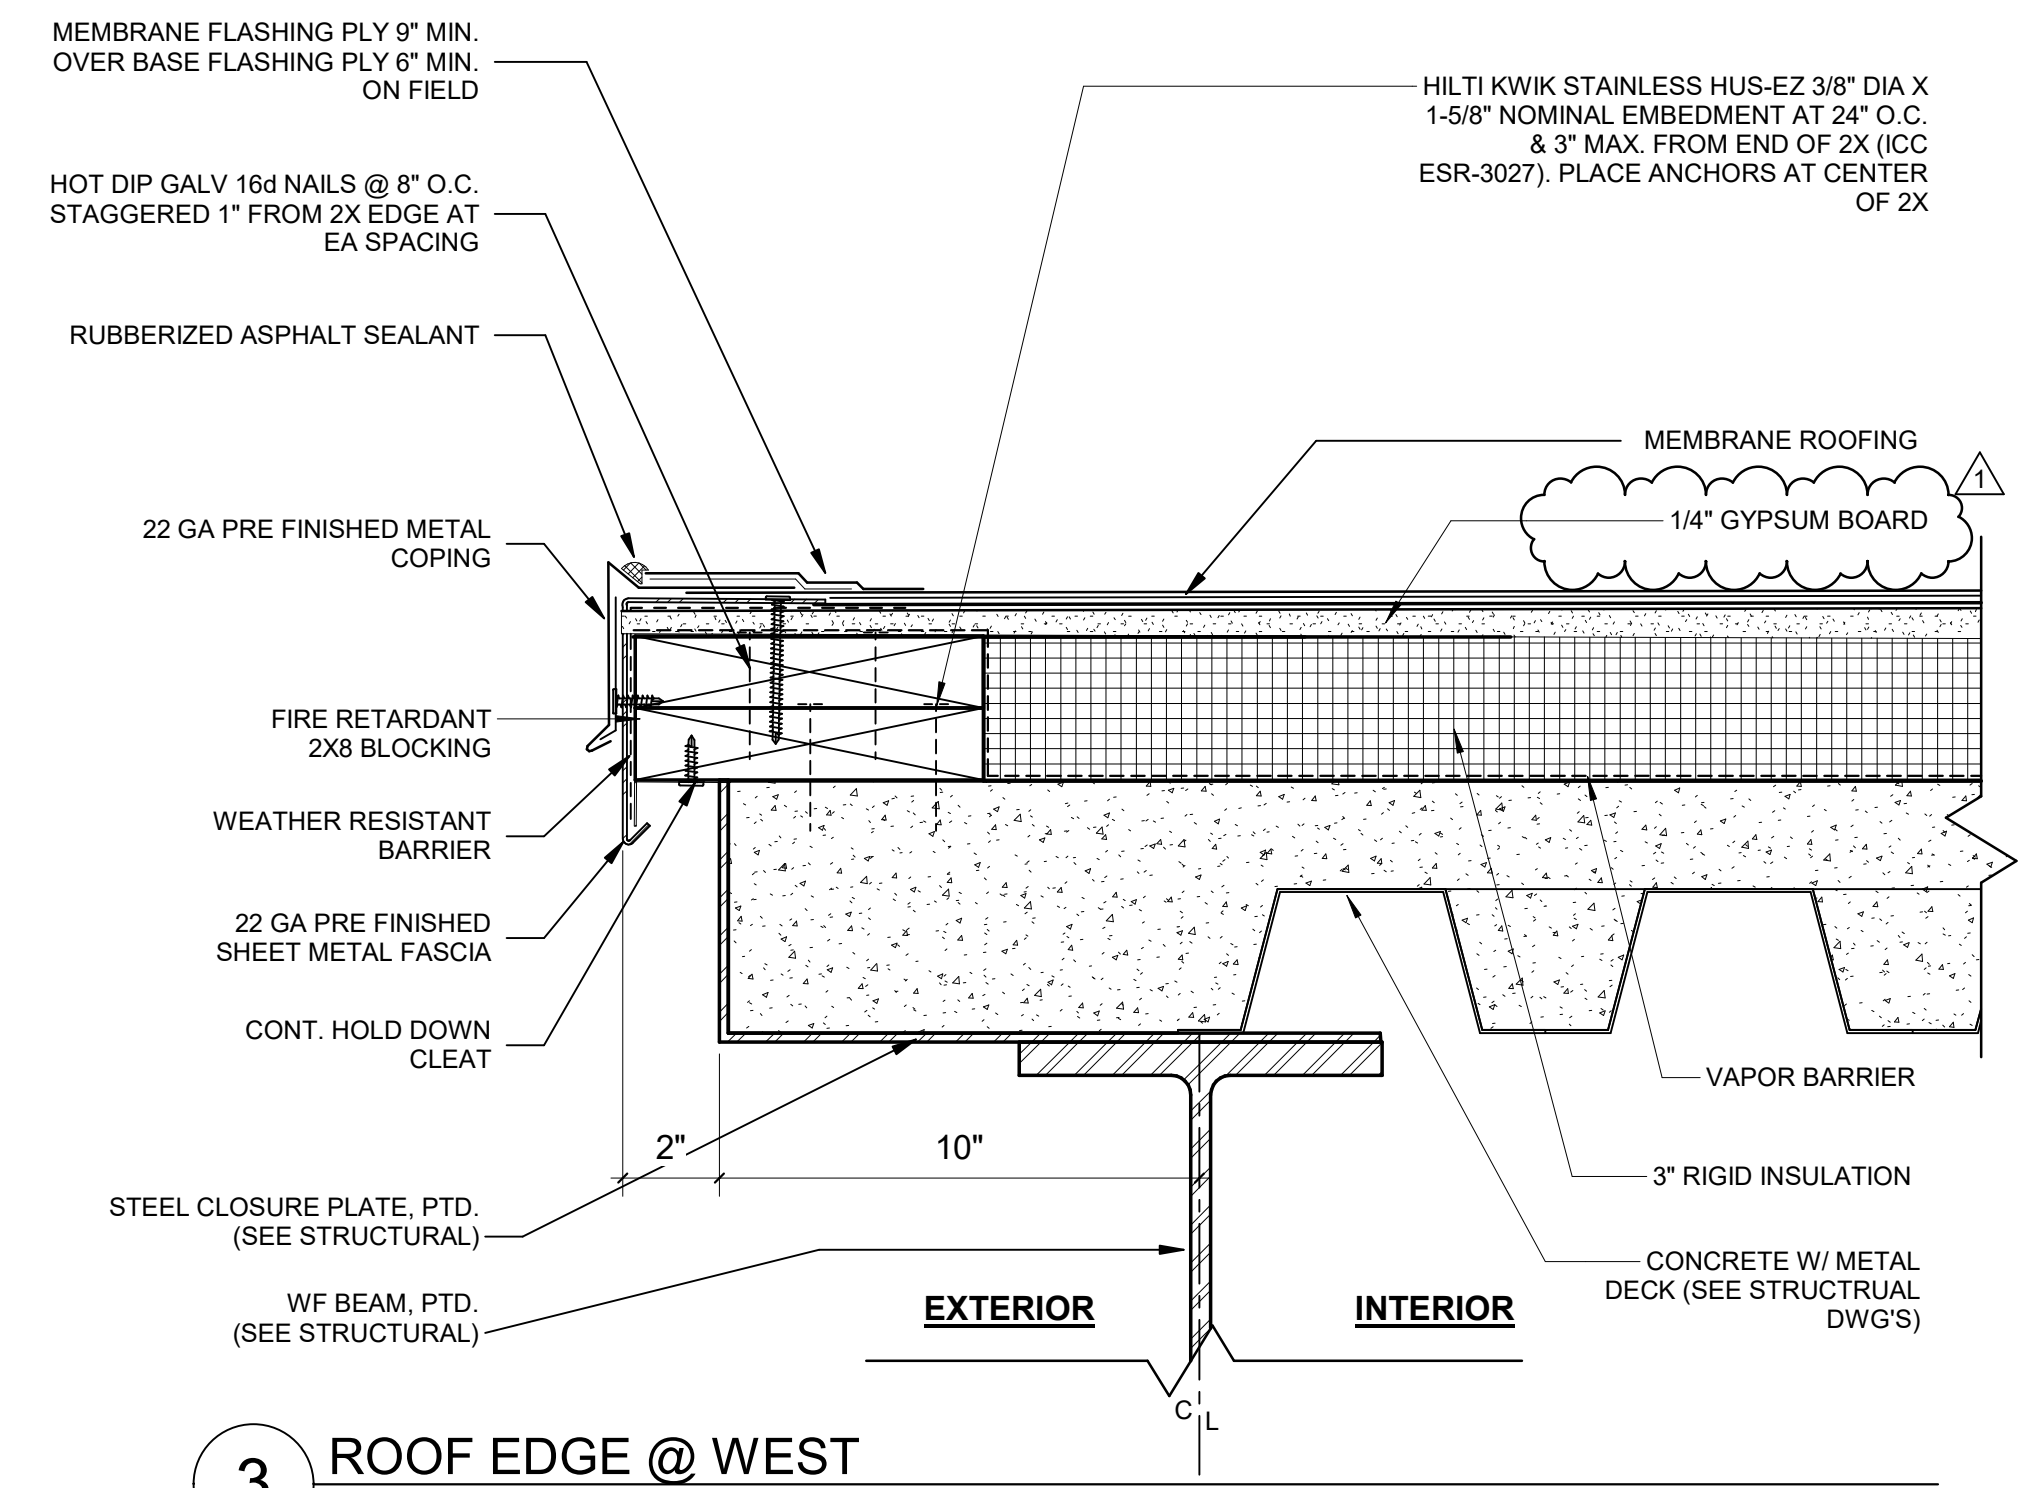 MEMBRANE FLASHING PLY 9" MIN.
OVER BASE FLASHING PLY 6" MIN.
ON FIELD
HOT DIP GALV 16d NAILS @ 8" O.C.
STAGGERED 1" FROM 2X EDGE AT
EA SPACING
RUBBERIZED ASPHALT SEALANT
22 GA PRE FINISHED METAL
COPING
FIRE RETARDANT
2X8 BLOCKING
WEATHER RESISTANT
BARRIER
22 GA PRE FINISHED
SHEET METAL FASCIA
CONT. HOLD DOWN
CLEAT
STEEL CLOSURE PLATE, PTD.
(SEE STRUCTURAL)
WF BEAM, PTD.
(SEE STRUCTURAL)
HILTI KWIK STAINLESS HUS-EZ 3/8" DIA X
1-5/8" NOMINAL EMBEDMENT AT 24" O.C.
& 3" MAX. FROM END OF 2X (ICC
ESR-3027). PLACE ANCHORS AT CENTER
OF 2X
MEMBRANE ROOFING
1
1/4" GYPSUM BOARD
VAPOR BARRIER
3" RIGID INSULATION
CONCRETE W/ METAL
DECK (SEE STRUCTRUAL
DWG'S)
2"
10"
EXTERIOR
INTERIOR
C
L
3
ROOF EDGE @ WEST